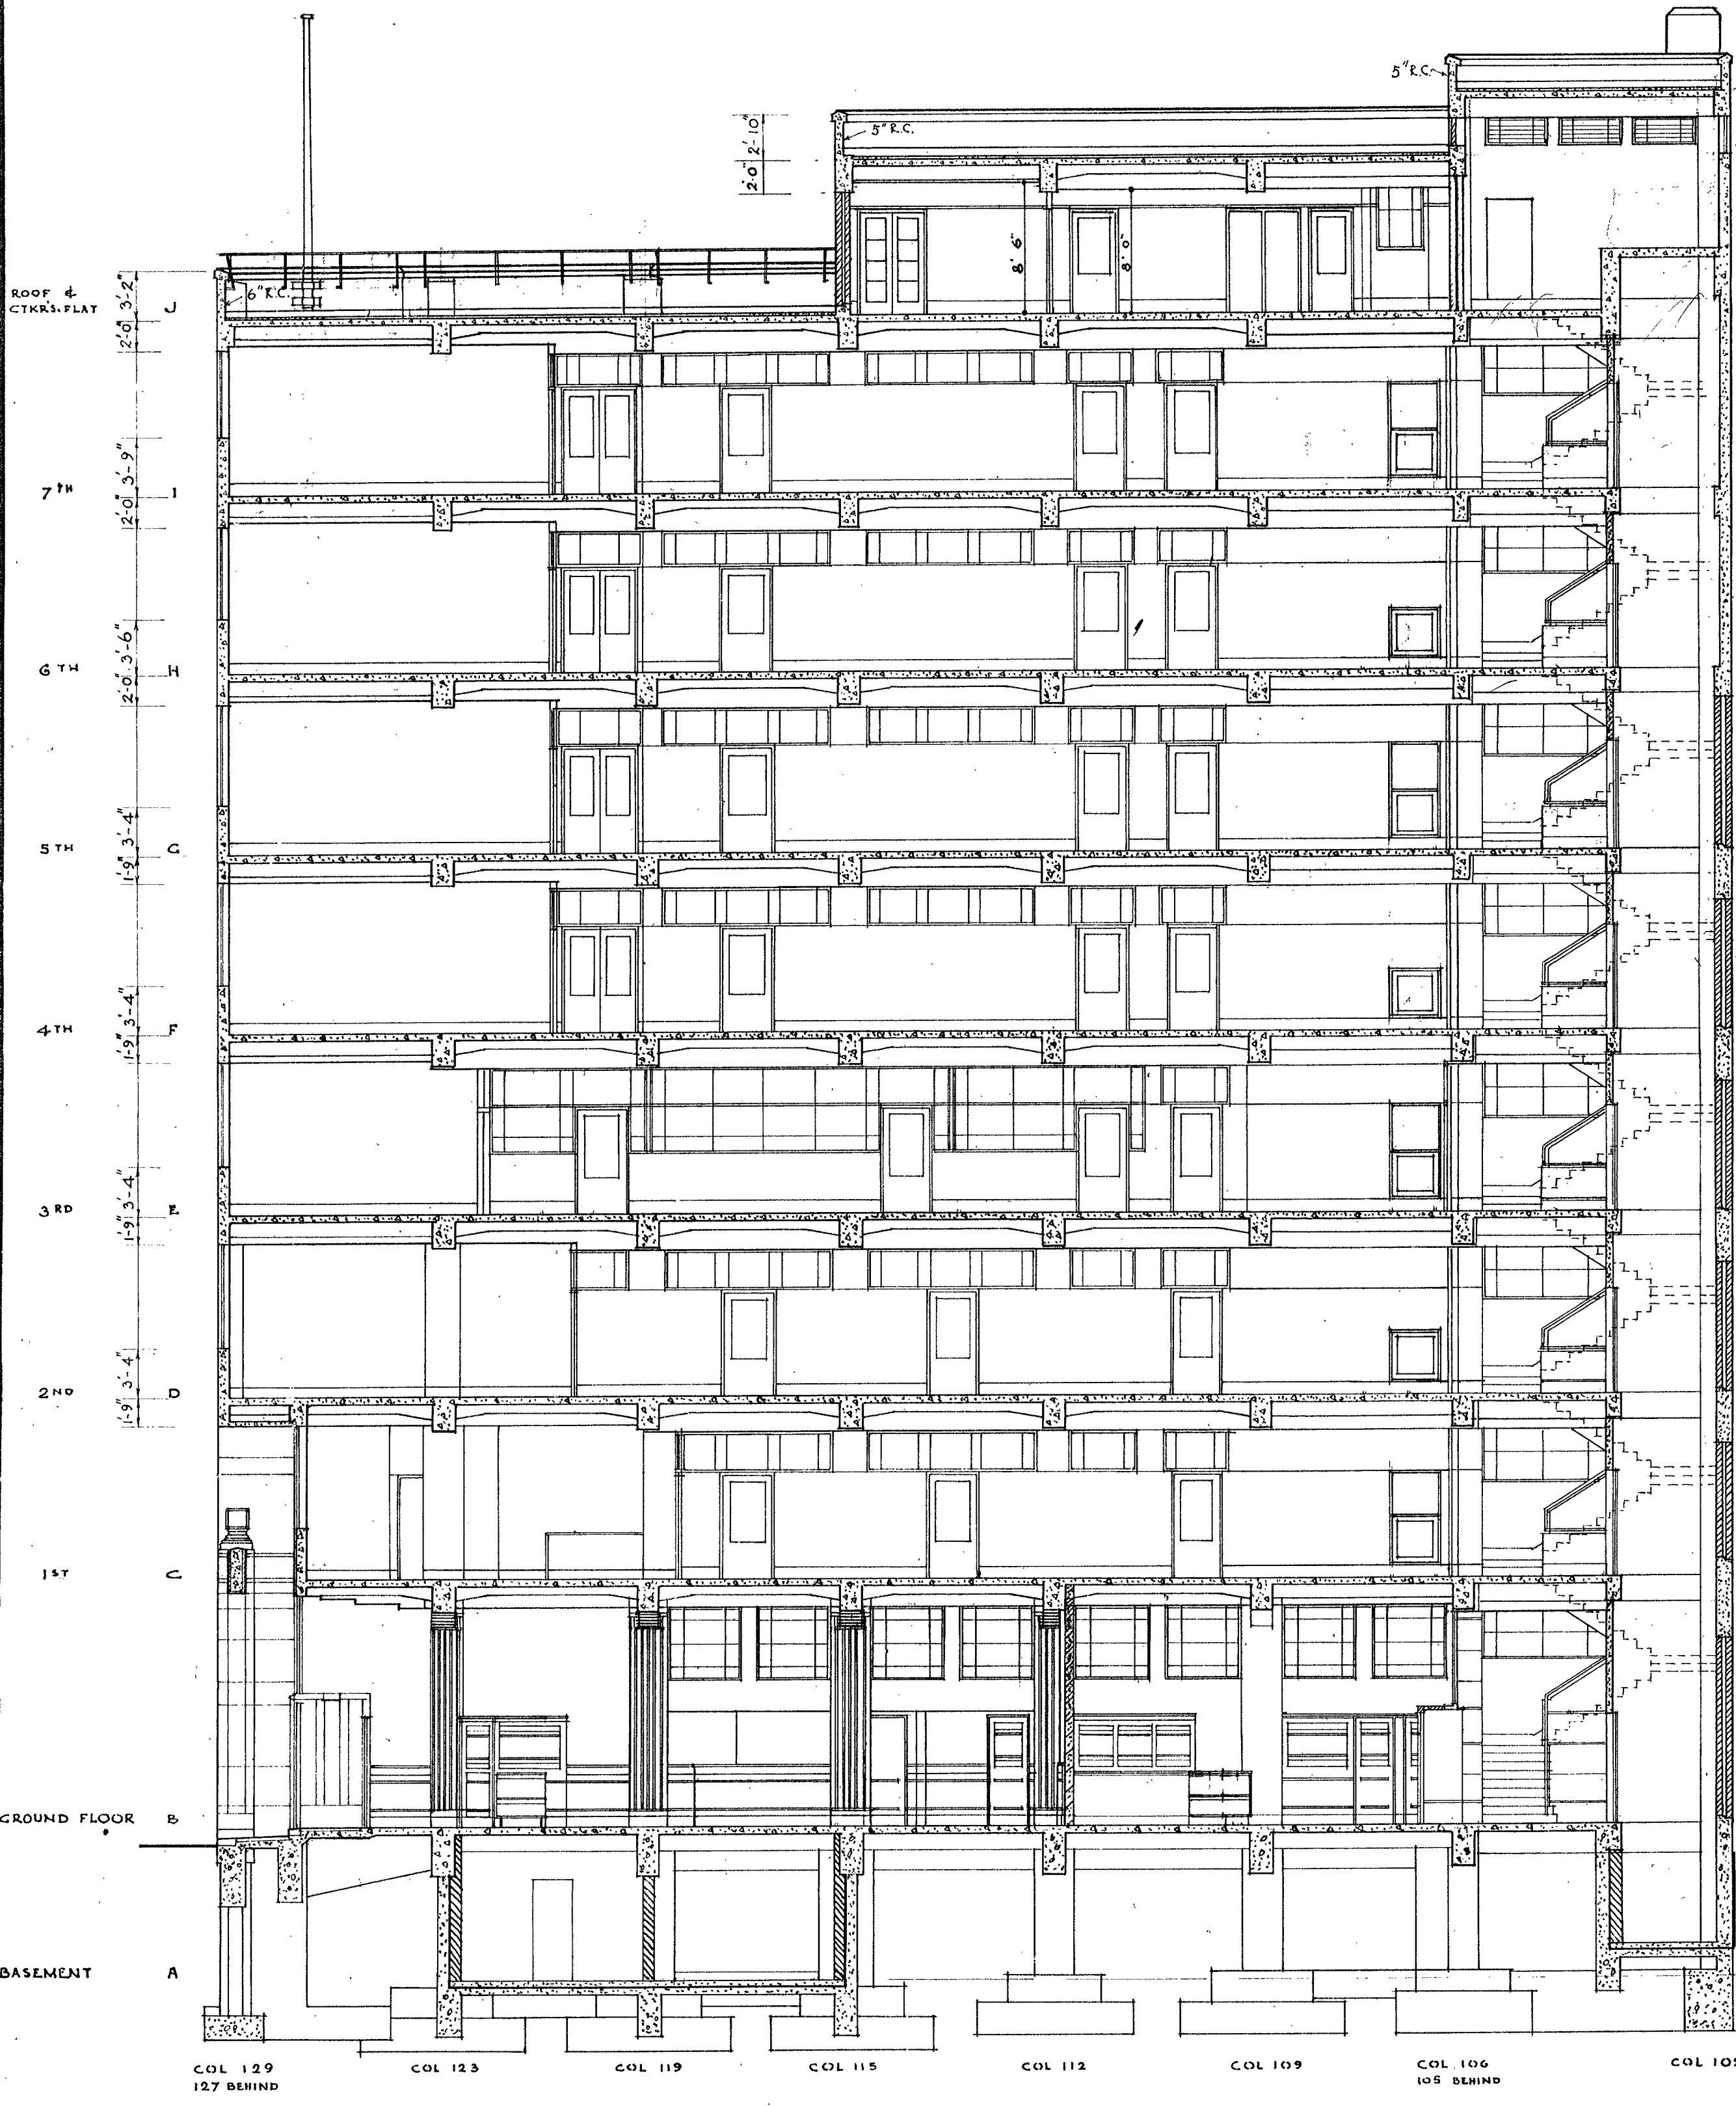 5" R.C.
5" R.C.
2'-10"
2'-0"
8'-6"
8'-0"
6" R.C.
ROOF &
CTKR'S. FLAT
J
3'-2"
2'-0"
7TH
I
3'-9"
2'-0"
6TH
H
3'-6"
2'-0"
5TH
G
3'-4"
1'-9"
4TH
F
3'-4"
1'-9"
3RD
E
3'-4"
1'-9"
2ND
D
3'-4"
1'-9"
1ST
C
GROUND FLOOR
B
BASEMENT
A
COL 129
127 BEHIND
COL 123
COL 119
COL 115
COL 112
COL 109
COL 106
105 BEHIND
COL